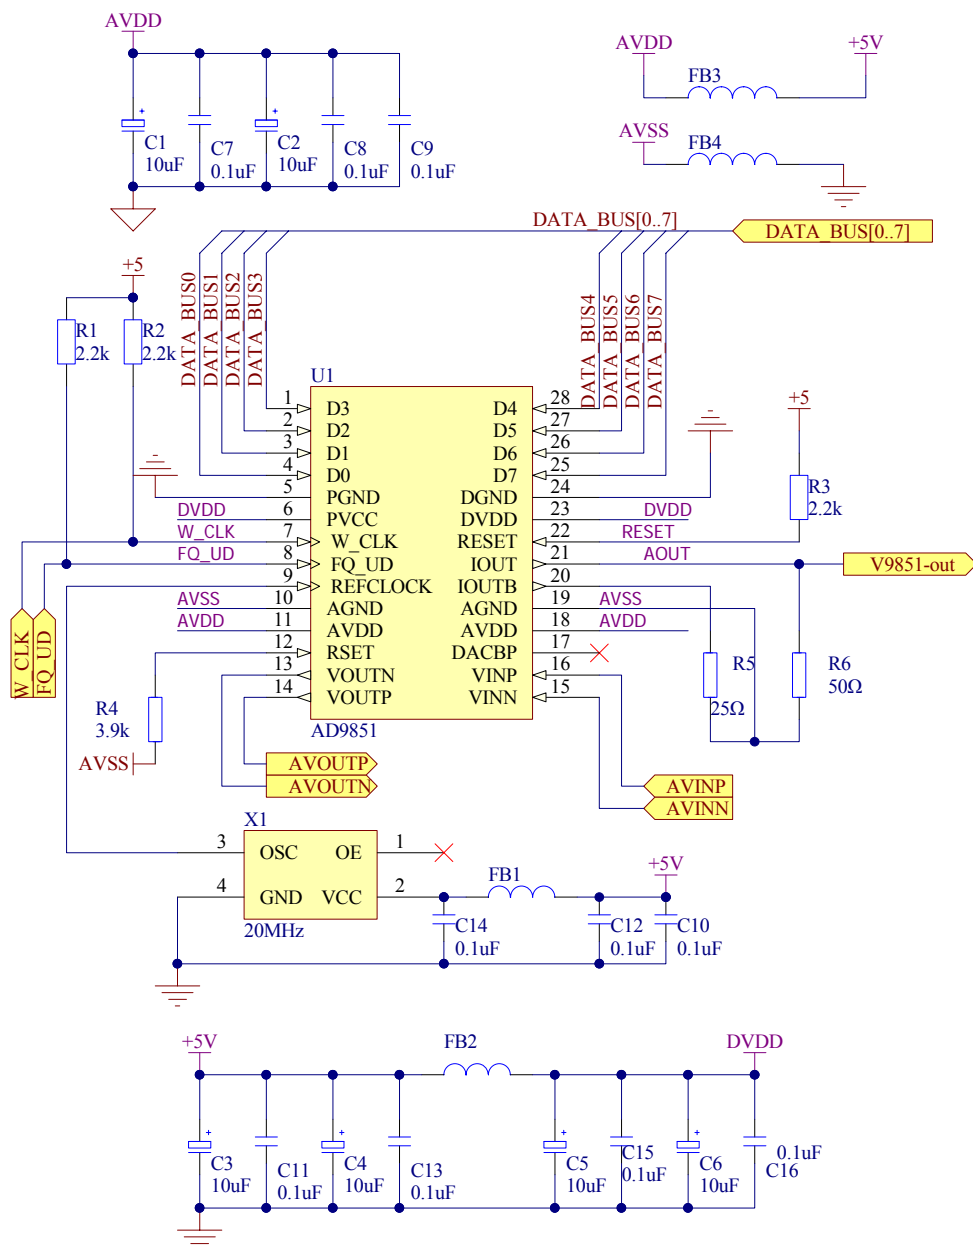 AVDD
C1
10uF
C7
0.1uF
C2
10uF
C8
0.1uF
C9
0.1uF
AVDD
+5V
FB3
AVSS
FB4
DATA_BUS[0..7]
DATA_BUS[0..7]
DATA_BUS0
DATA_BUS1
DATA_BUS2
DATA_BUS3
DATA_BUS4
DATA_BUS5
DATA_BUS6
DATA_BUS7
+5
R1
2.2k
R2
2.2k
U1
1 D3 D4 28
2 D2 D5 27
3 D1 D6 26
4 D0 D7 25
5 PGND DGND 24
DVDD 6 PVCC DVDD 23 DVDD
W_CLK 7 W_CLK RESET 22 RESET
FQ_UD 8 FQ_UD IOUT 21 AOUT
9 REFCLOCK IOUTB 20
AVSS 10 AGND AGND 19 AVSS
AVDD 11 AVDD AVDD 18 AVDD
12 RSET DACBP 17
13 VOUTN VINP 16
14 VOUTP VINN 15
AD9851
+5
R3
2.2k
V9851-out
W_CLK
FQ_UD
R4
3.9k
AVSS
R5
25Ω
R6
50Ω
AVOUTP
AVOUTN
AVINP
AVINN
X1
3 OSC OE 1
4 GND VCC 2
20MHz
FB1
+5V
C14
0.1uF
C12
0.1uF
C10
0.1uF
+5V
FB2
DVDD
C3
10uF
C11
0.1uF
C4
10uF
C13
0.1uF
C5
10uF
C15
0.1uF
C6
10uF
0.1uF
C16